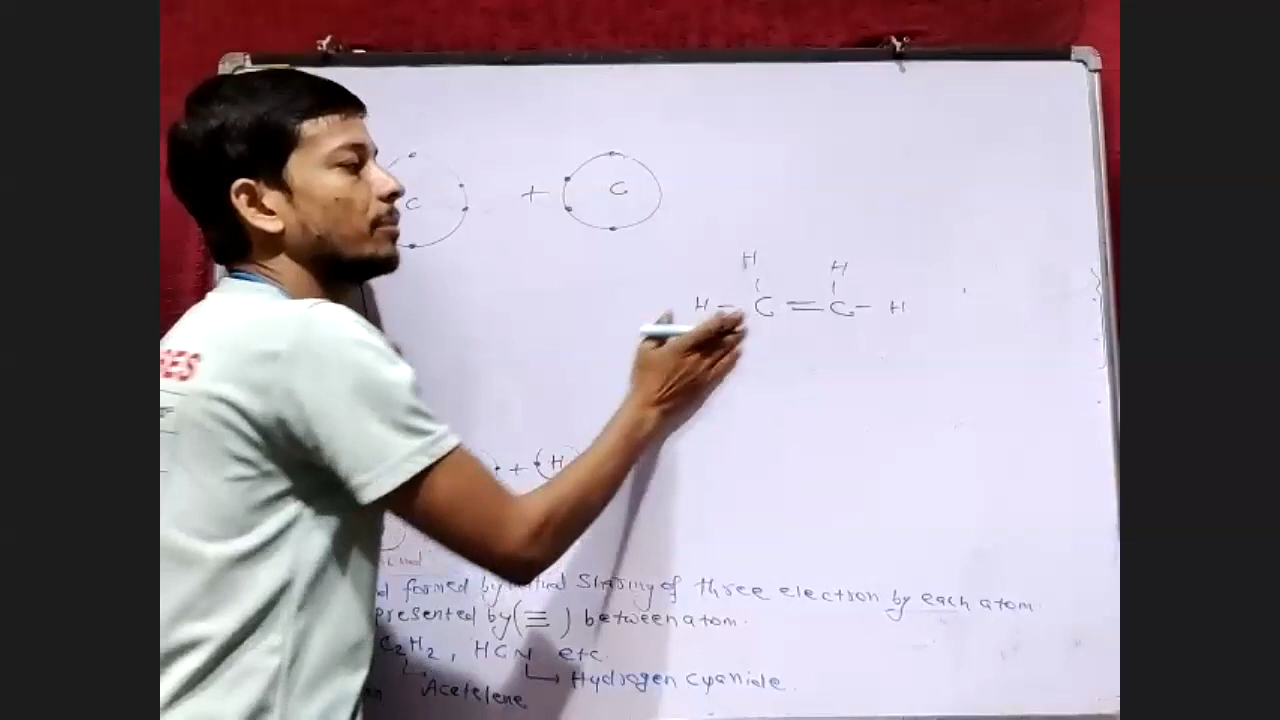 C + C
H H
H - C = C - H
+ H
formed by mutual sharing of three electron by each atom.
presented by (≡) between atom.
C₂H₂, HCN etc.
Acetelene Hydrogen cyanide.